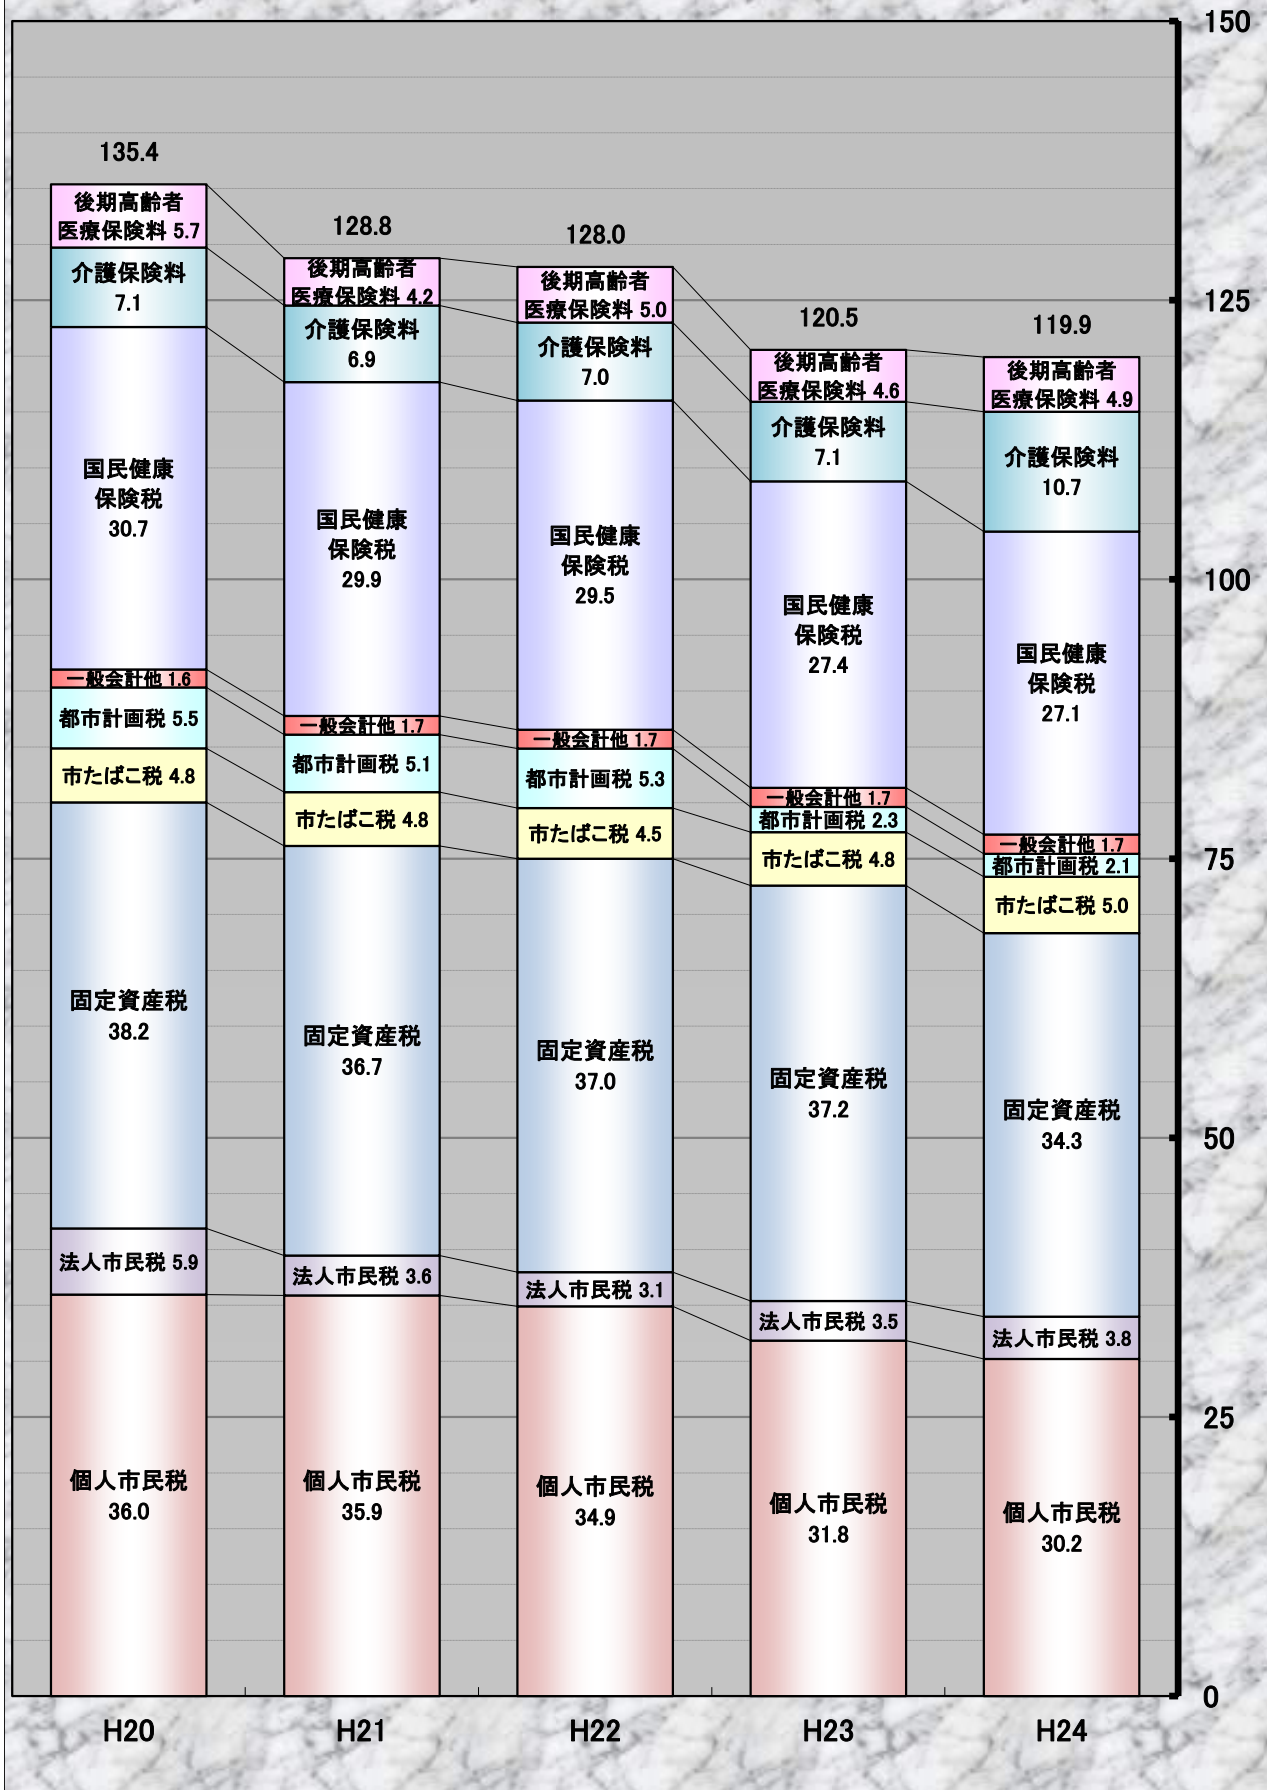 135.4
後期高齢者
医療保険料 5.7
介護保険料
7.1
国民健康
保険税
30.7
一般会計他 1.6
都市計画税 5.5
市たばこ税 4.8
固定資産税
38.2
法人市民税 5.9
個人市民税
36.0
H20
128.8
後期高齢者
医療保険料 4.2
介護保険料
6.9
国民健康
保険税
29.9
一般会計他 1.7
都市計画税 5.1
市たばこ税 4.8
固定資産税
36.7
法人市民税 3.6
個人市民税
35.9
H21
128.0
後期高齢者
医療保険料 5.0
介護保険料
7.0
国民健康
保険税
29.5
一般会計他 1.7
都市計画税 5.3
市たばこ税 4.5
固定資産税
37.0
法人市民税 3.1
個人市民税
34.9
H22
120.5
後期高齢者
医療保険料 4.6
介護保険料
7.1
国民健康
保険税
27.4
一般会計他 1.7
都市計画税 2.3
市たばこ税 4.8
固定資産税
37.2
法人市民税 3.5
個人市民税
31.8
H23
119.9
後期高齢者
医療保険料 4.9
介護保険料
10.7
国民健康
保険税
27.1
一般会計他 1.7
都市計画税 2.1
市たばこ税 5.0
固定資産税
34.3
法人市民税 3.8
個人市民税
30.2
H24
150
125
100
75
50
25
0